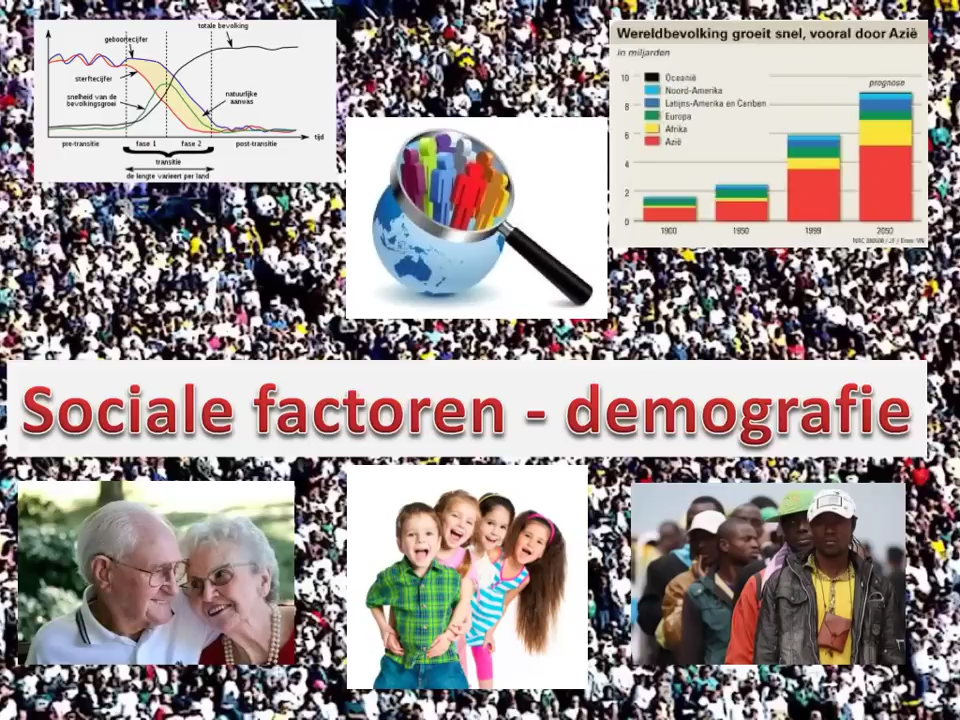 totale bevolking
geboortecijfer
sterftecijfer
snelheid van de
bevolkingsgroei
natuurlijke
aanwas
tijd
pre-transitie
fase 1
fase 2
post-transitie
transitie
de lengte varieert per land
Wereldbevolking groeit snel, vooral door Azië
in miljarden
prognose
10
8
6
4
2
0
Oceanië
Noord-Amerika
Latijns-Amerika en Cariben
Europa
Afrika
Azië
1900
1950
1999
2050
Sociale factoren - demografie